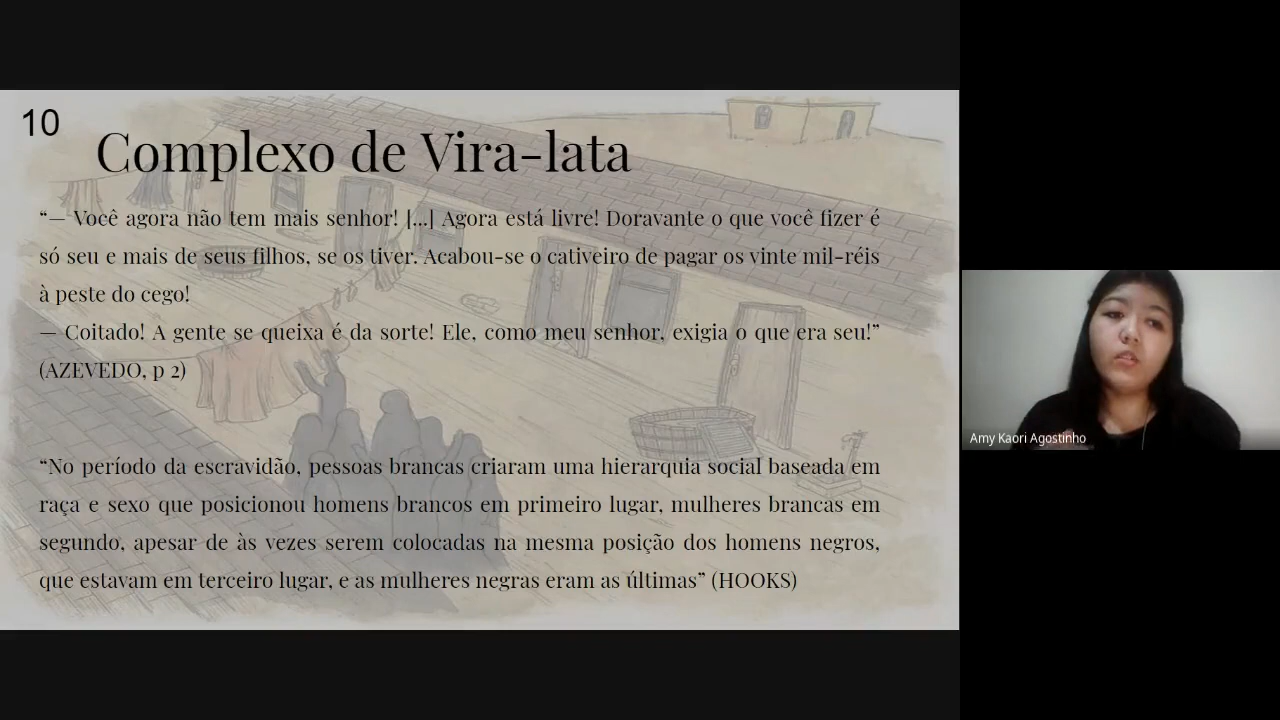 10
Complexo de Vira-lata
“— Você agora não tem mais senhor! [...] Agora está livre! Doravante o que você fizer é
só seu e mais de seus filhos, se os tiver. Acabou-se o cativeiro de pagar os vinte mil-réis
à peste do cego!
— Coitado! A gente se queixa é da sorte! Ele, como meu senhor, exigia o que era seu!”
(AZEVEDO, p 2)
“No período da escravidão, pessoas brancas criaram uma hierarquia social baseada em
raça e sexo que posicionou homens brancos em primeiro lugar, mulheres brancas em
segundo, apesar de às vezes serem colocadas na mesma posição dos homens negros,
que estavam em terceiro lugar, e as mulheres negras eram as últimas” (HOOKS)
Amy Kaori Agostinho